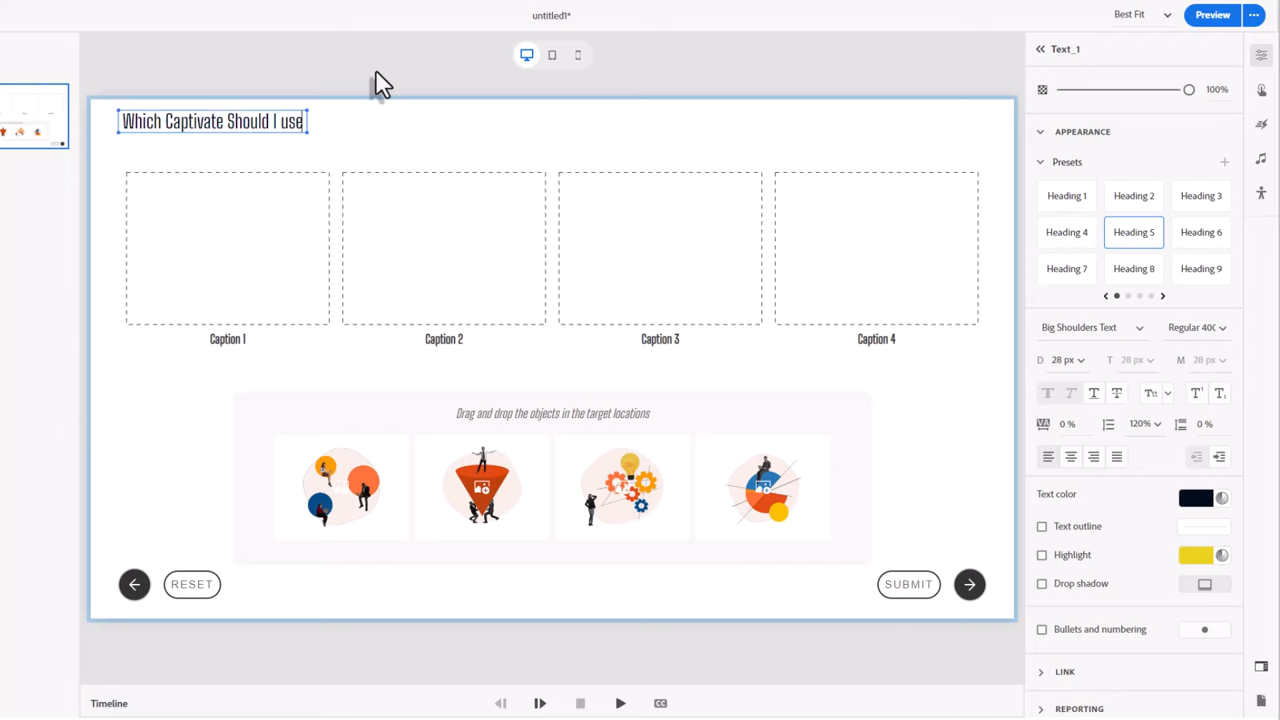 untitled1*
Best Fit
Preview
Text_1
100%
Which Captivate Should I use
APPEARANCE
Presets
Heading 1
Heading 2
Heading 3
Heading 4
Heading 5
Heading 6
Heading 7
Heading 8
Heading 9
Big Shoulders Text
Regular 400
D 28 px
T 28 px
M 28 px
Caption 1
Caption 2
Caption 3
Caption 4
0 %
120%
0 %
Drag and drop the objects in the target locations
Text color
Text outline
Highlight
Drop shadow
RESET
SUBMIT
Bullets and numbering
LINK
Timeline
CC
REPORTING